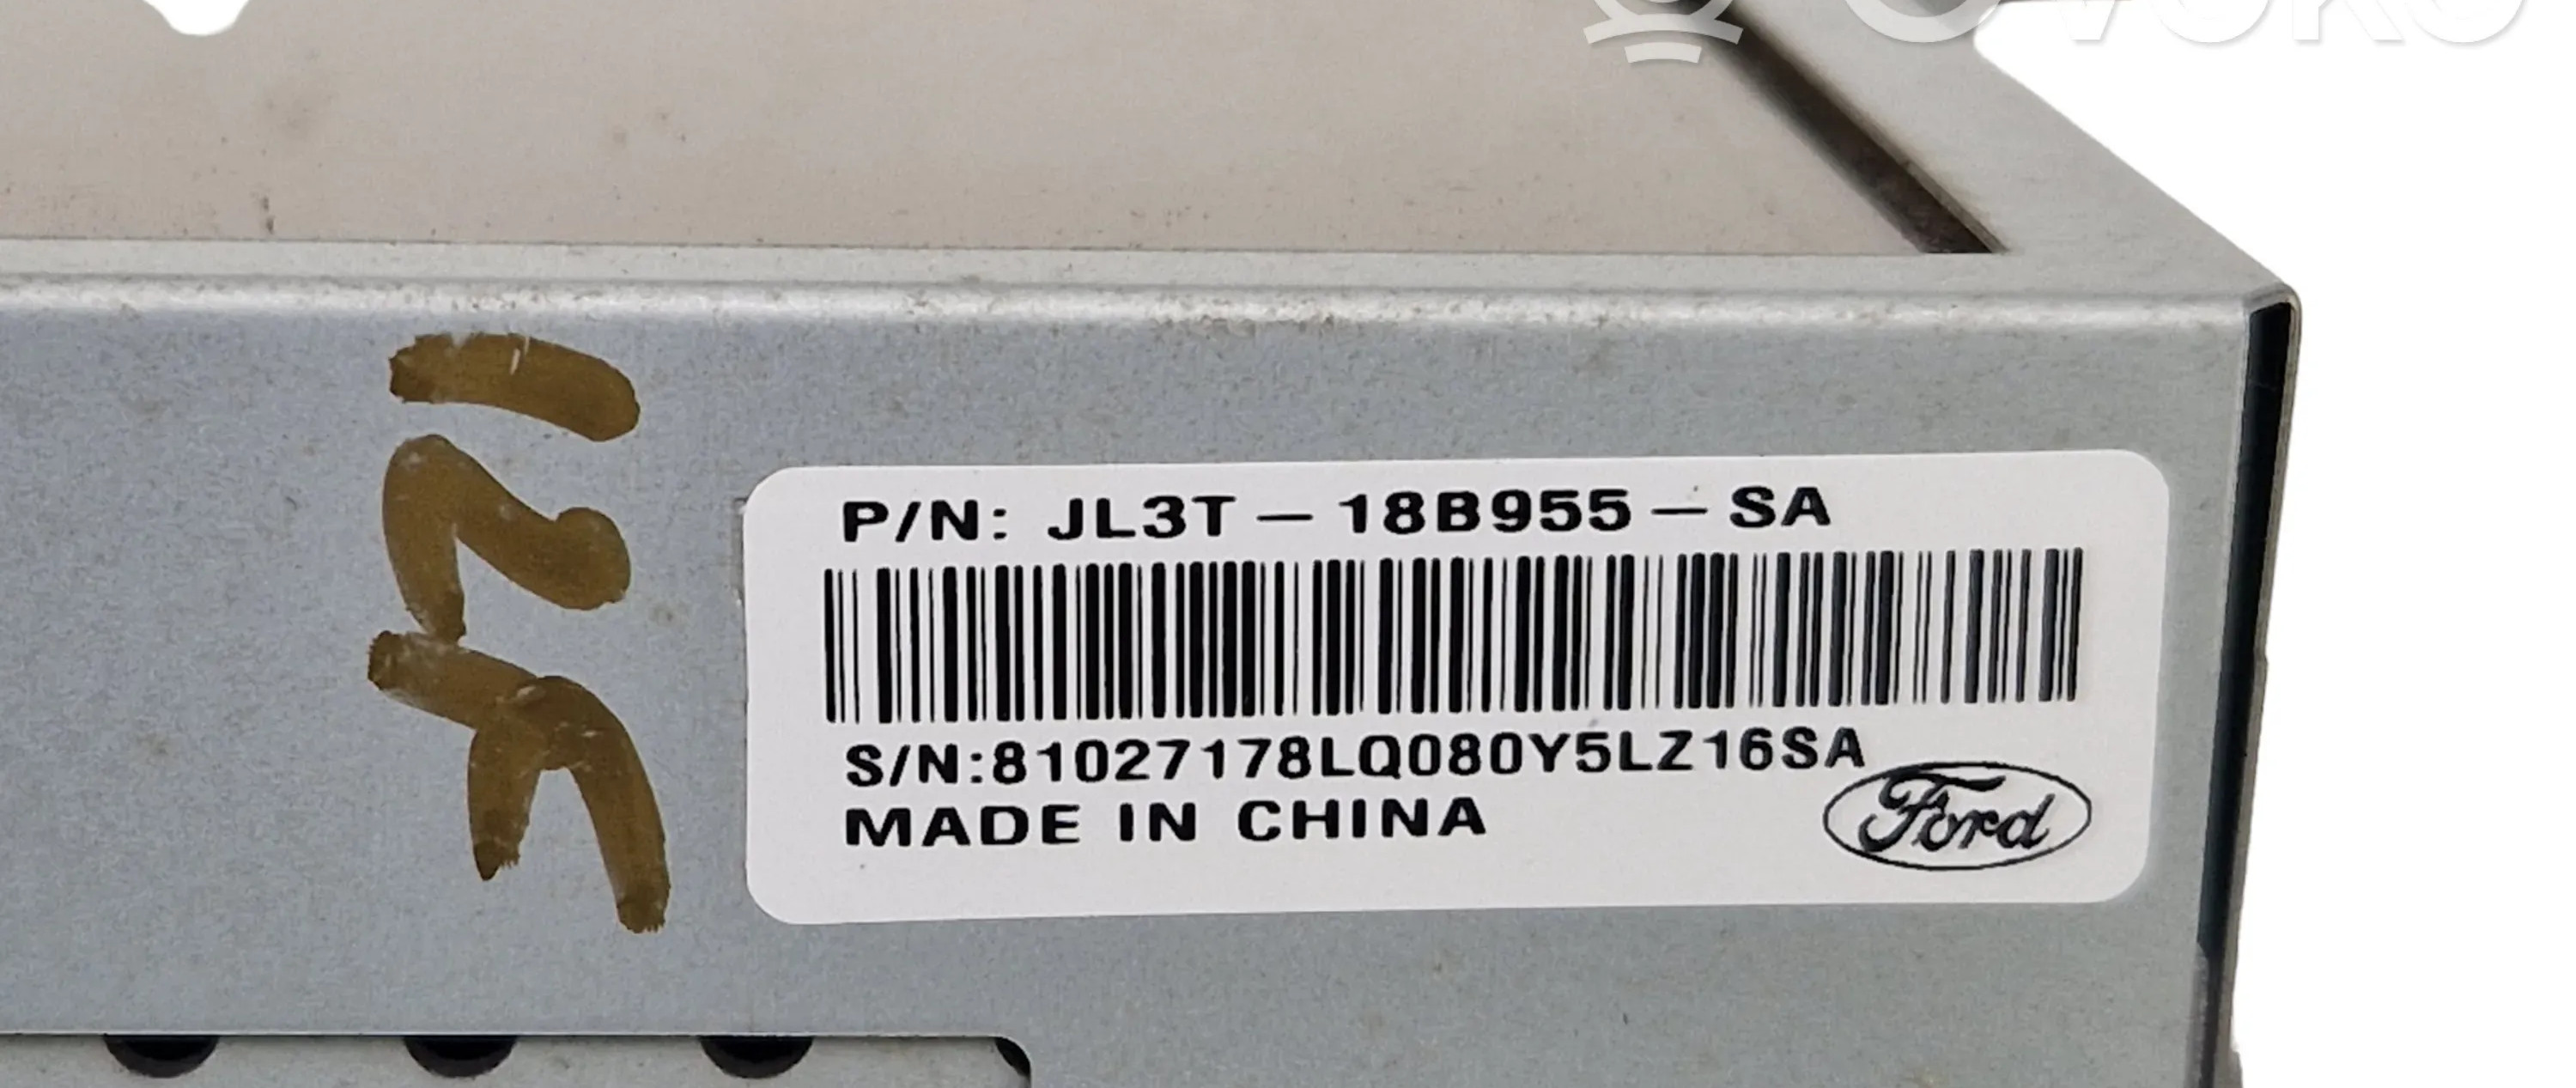 P/N: JL3T-18B955-SA
S/N:81027178LQ080Y5LZ16SA
MADE IN CHINA
Ford